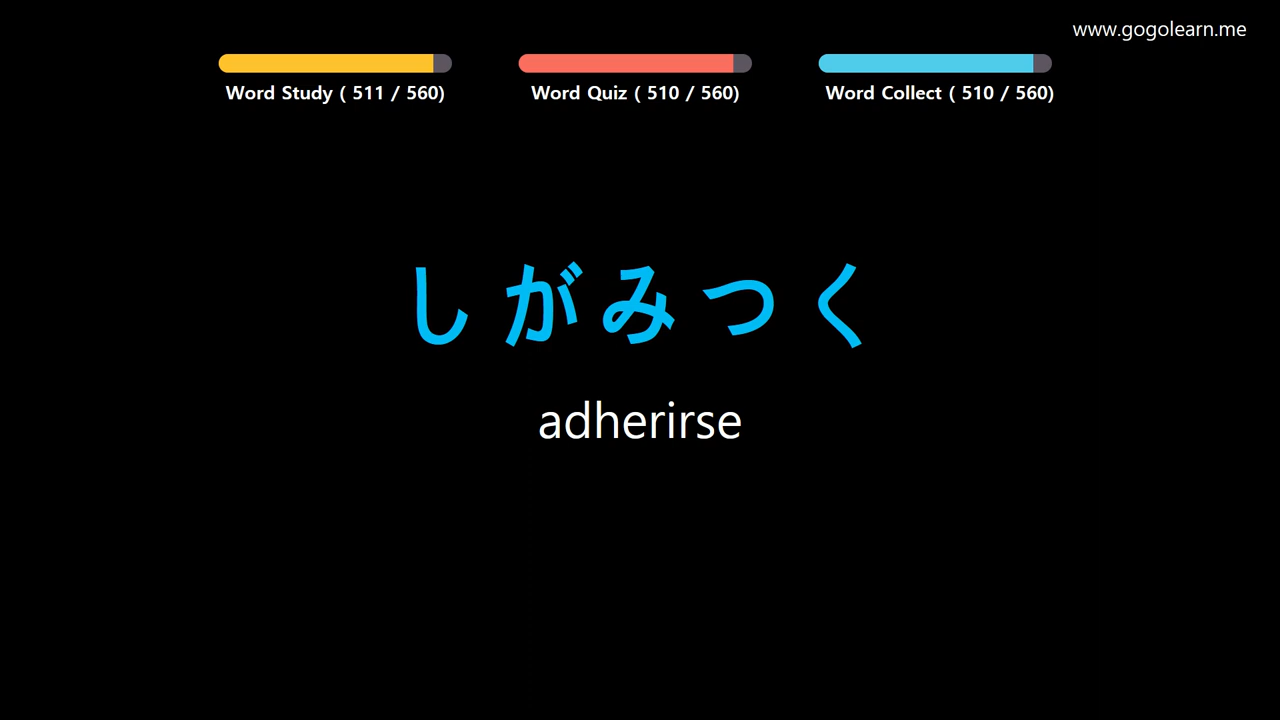 www.gogolearn.me
Word Study ( 511 / 560)
Word Quiz ( 510 / 560)
Word Collect ( 510 / 560)
しがみつく
adherirse